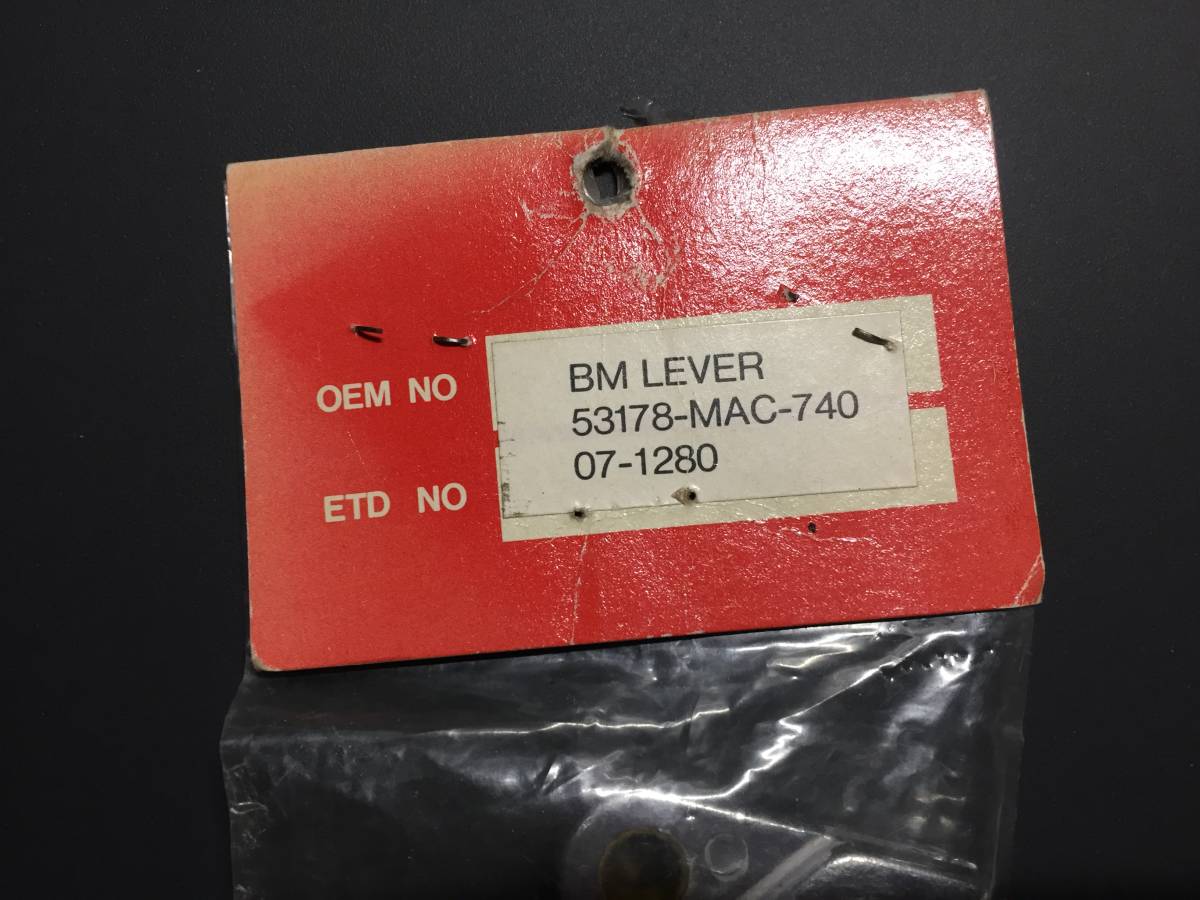 BM LEVER
OEM NO 53178-MAC-740
ETD NO 07-1280